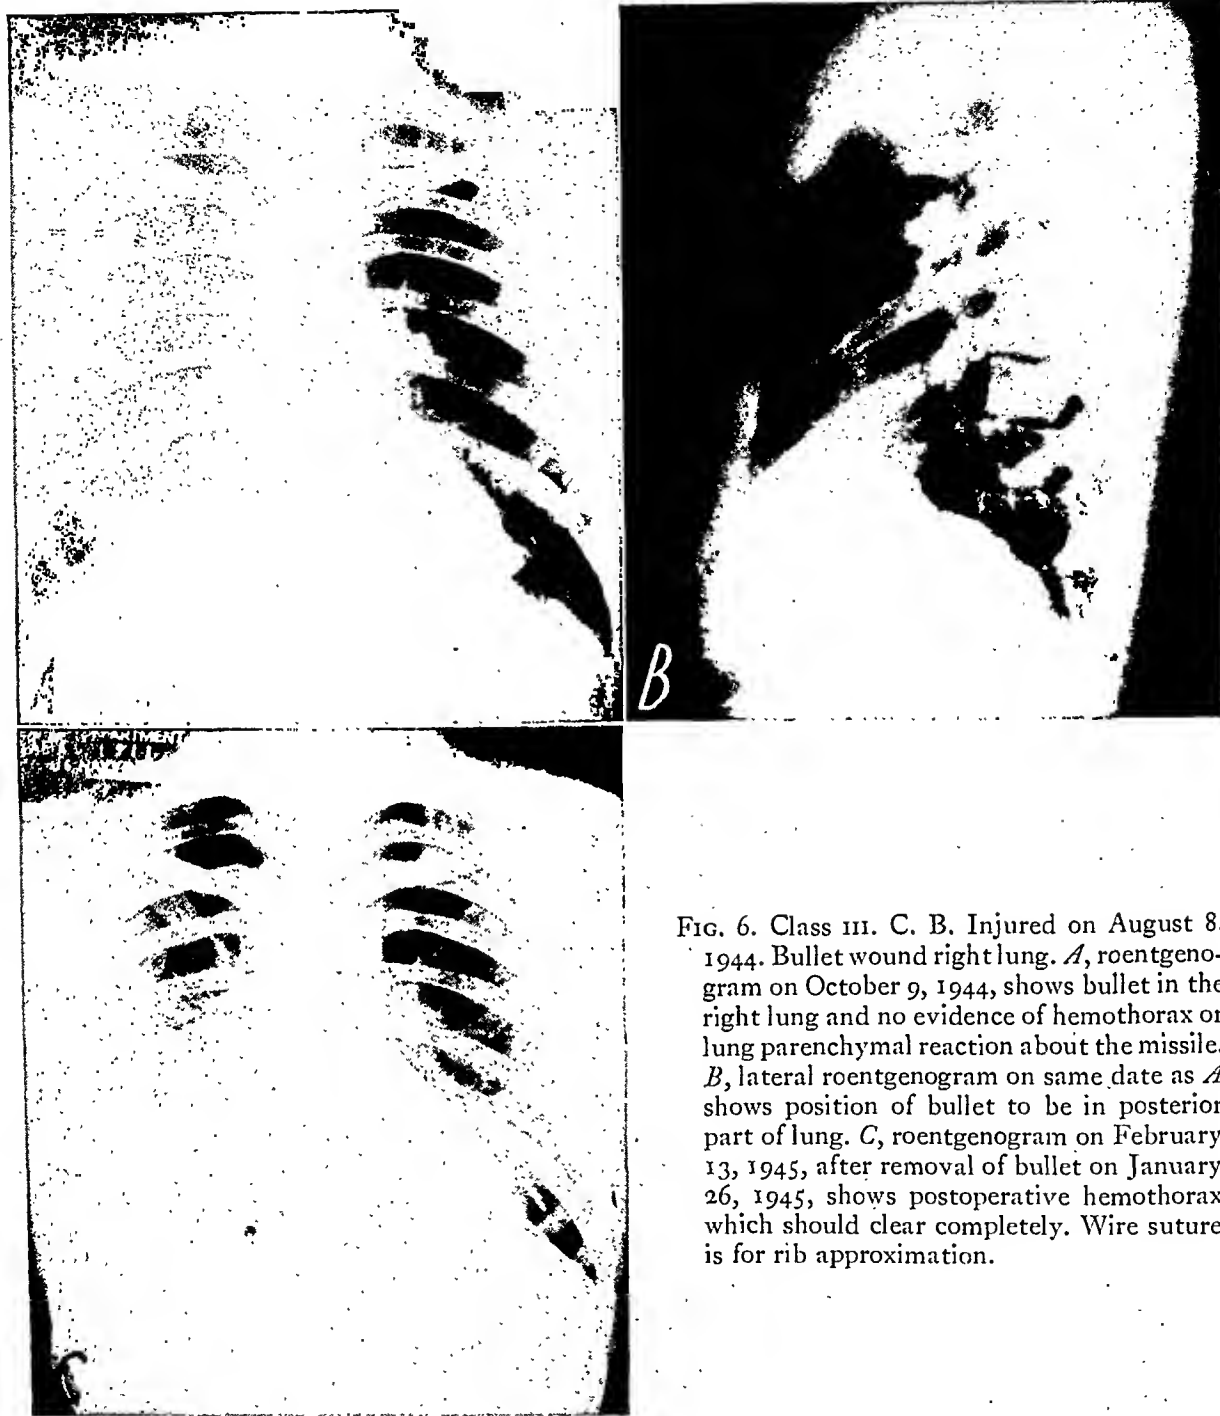 A
B
ARTMENT
C
FIG. 6. Class III. C. B. Injured on August 8,
1944. Bullet wound right lung. A, roentgeno-
gram on October 9, 1944, shows bullet in the
right lung and no evidence of hemothorax or
lung parenchymal reaction about the missile.
B, lateral roentgenogram on same date as A
shows position of bullet to be in posterior
part of lung. C, roentgenogram on February
13, 1945, after removal of bullet on January
26, 1945, shows postoperative hemothorax
which should clear completely. Wire suture
is for rib approximation.